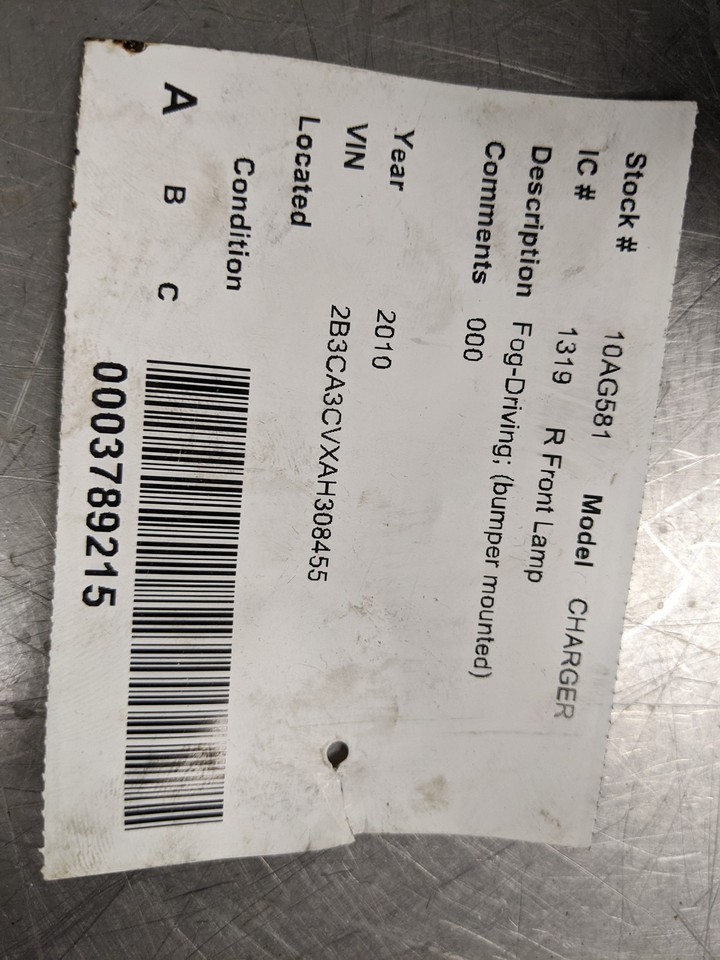 Stock # 10AG581 Model CHARGER
IC # 1319 R Front Lamp
Description Fog-Driving; (bumper mounted)
Comments 000
Year 2010
VIN 2B3CA3CVXAH308455
Located
Condition
A B C
0003789215